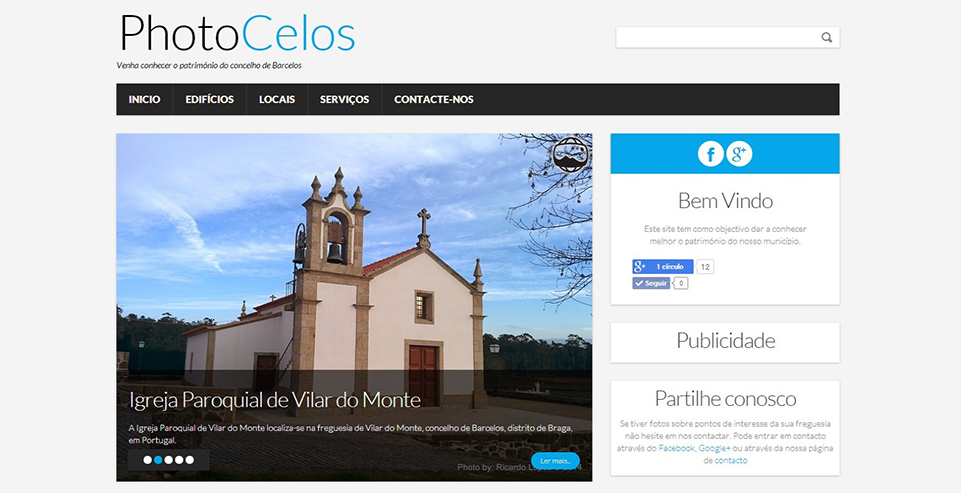 PhotoCelos
Venha conhecer o património do concelho de Barcelos
INICIO EDIFÍCIOS LOCAIS SERVIÇOS CONTACTE-NOS
Igreja Paroquial de Vilar do Monte
A Igreja Paroquial de Vilar do Monte localiza-se na freguesia de Vilar do Monte, concelho de Barcelos, distrito de Braga,
em Portugal.
Photo by: Ricardo
Ler mais...
Bem Vindo
Este site tem como objectivo dar a conhecer
melhor o património do nosso município.
g+ 1 círculo 12
Seguir 0
Publicidade
Partilhe conosco
Se tiver fotos sobre pontos de interesse da sua freguesia
não hesite em nos contactar. Pode entrar em contacto
através do Facebook, Google+ ou através da nossa página
de contacto